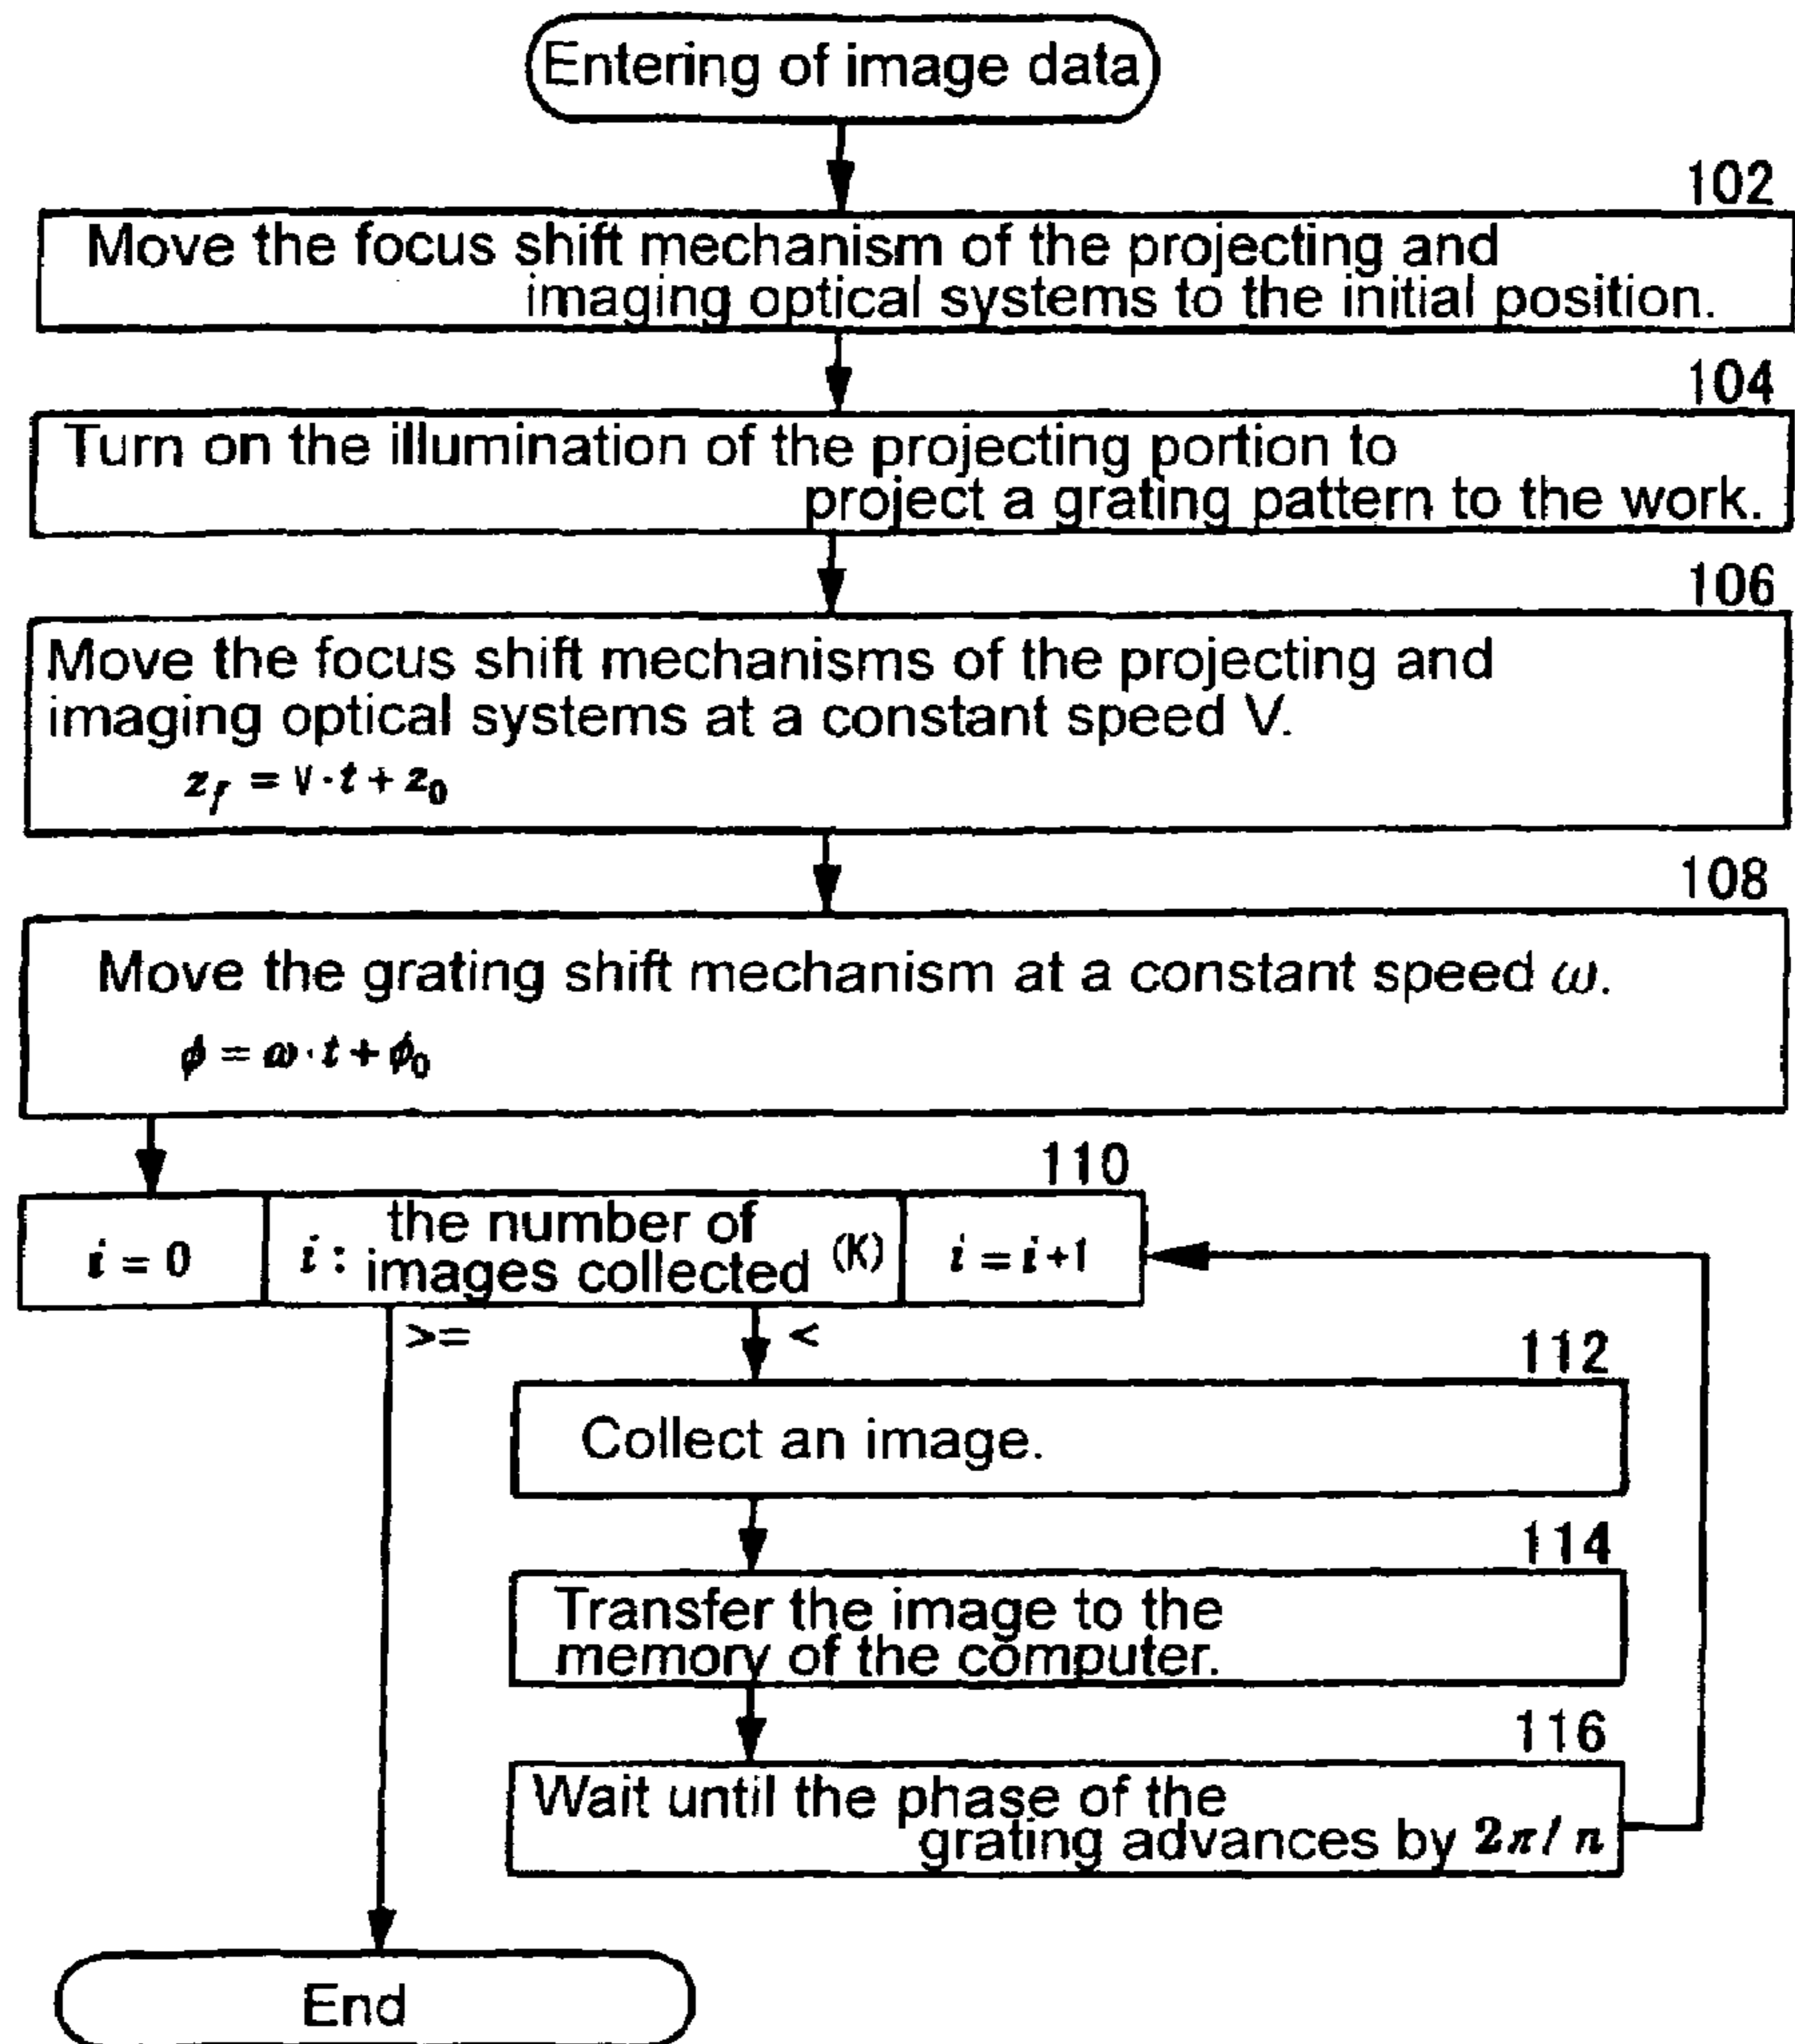 Entering of image data
102
Move the focus shift mechanism of the projecting and
imaging optical systems to the initial position.
104
Turn on the illumination of the projecting portion to
project a grating pattern to the work.
106
Move the focus shift mechanisms of the projecting and
imaging optical systems at a constant speed V.
z_f = V·t + z_0
108
Move the grating shift mechanism at a constant speed ω.
ϕ = ω·t + ϕ_0
110
i = 0
i : the number of
images collected (K)
i = i+1
>=
<
112
Collect an image.
114
Transfer the image to the
memory of the computer.
116
Wait until the phase of the
grating advances by 2π/ n
End